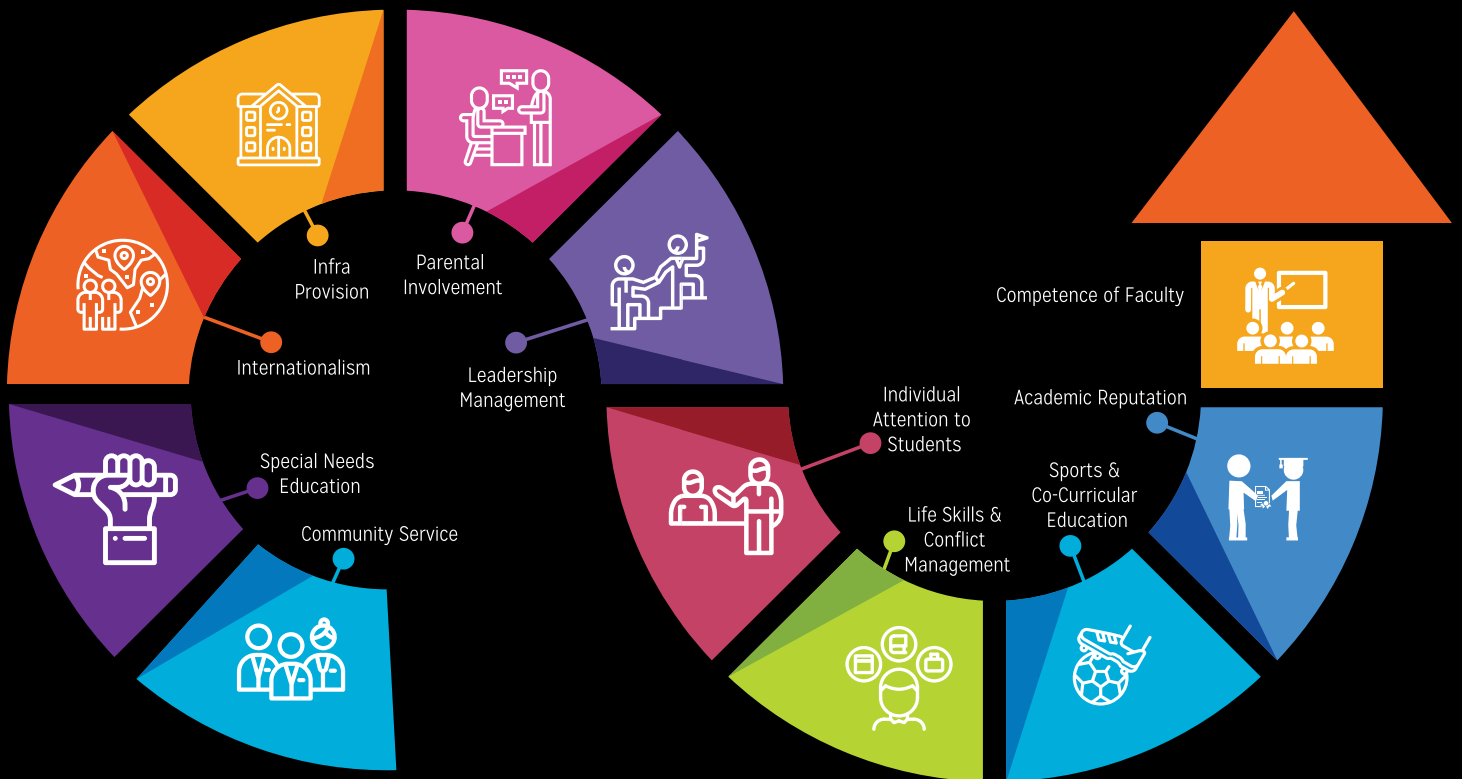 Infra
Provision
Parental
Involvement
Internationalism
Leadership
Management
Special Needs
Education
Community Service
Individual
Attention to
Students
Life Skills &
Conflict
Management
Sports &
Co-Curricular
Education
Academic Reputation
Competence of Faculty